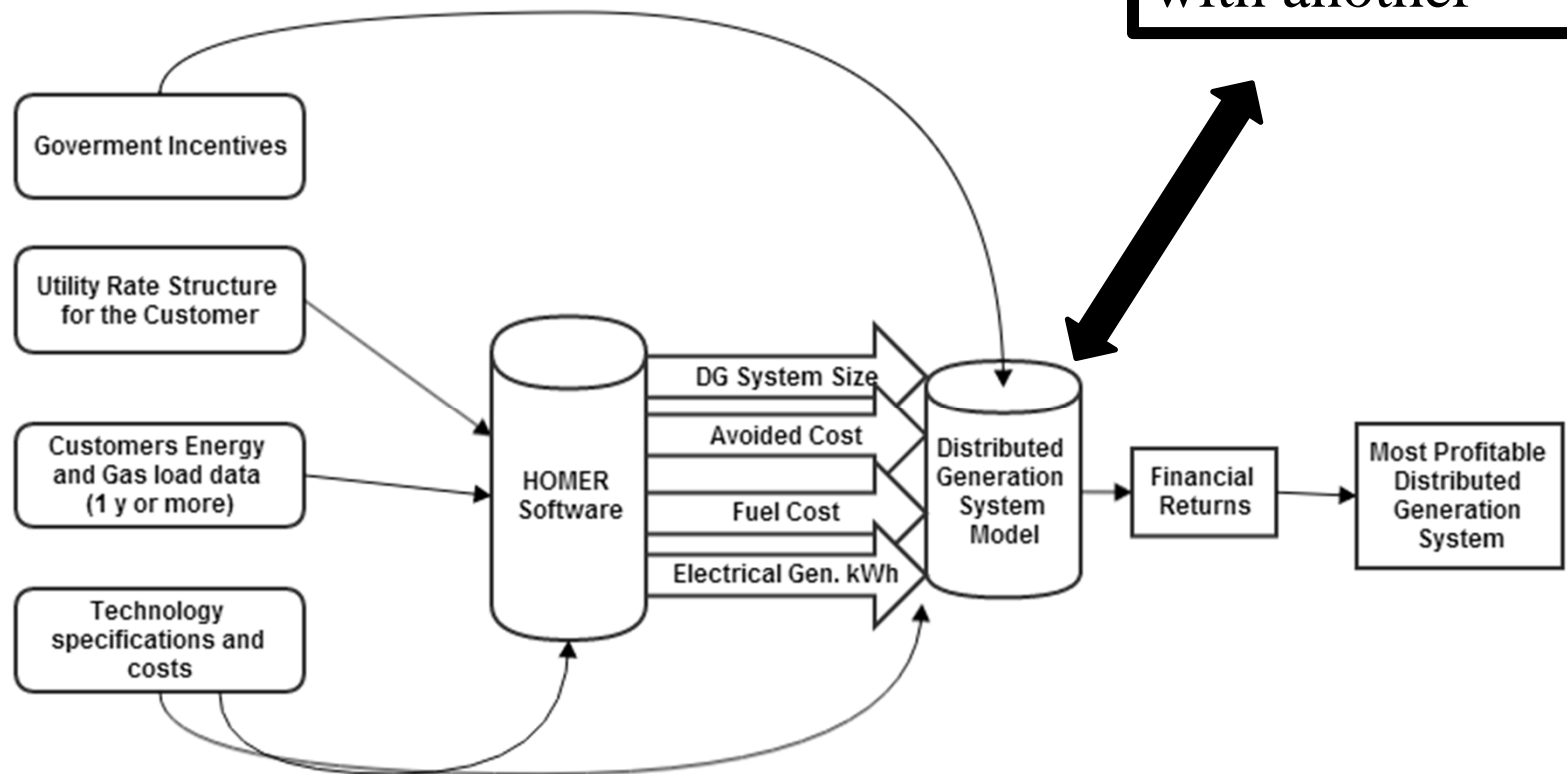 with another
Goverment Incentives
Utility Rate Structure
for the Customer
Customers Energy
and Gas load data
(1 y or more)
Technology
specifications and
costs
HOMER
Software
DG System Size
Avoided Cost
Fuel Cost
Electrical Gen. kWh
Distributed
Generation
System
Model
Financial
Returns
Most Profitable
Distributed
Generation
System